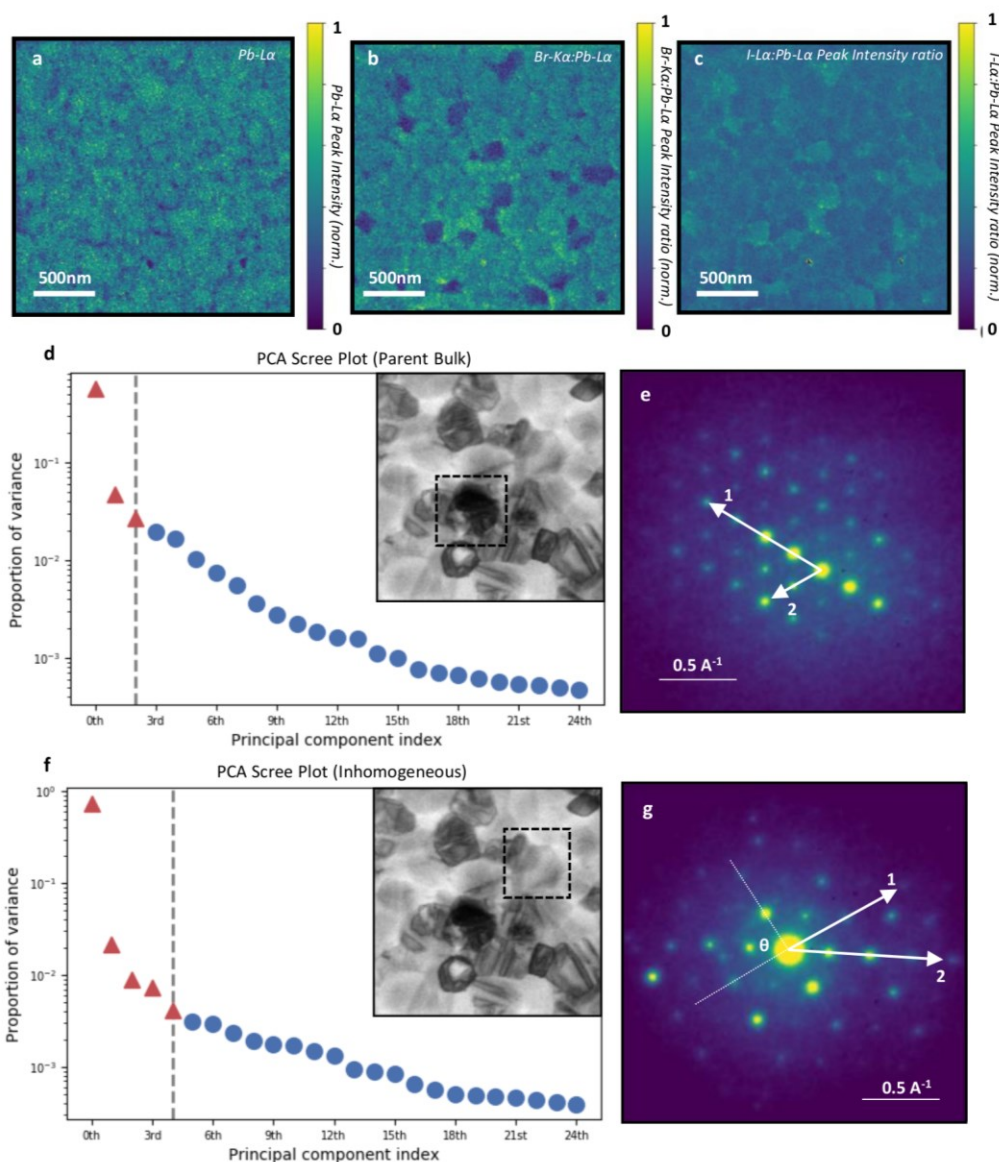 a
Pb-Lα
1
Pb-Lα Peak Intensity (norm.)
0
500nm
b
Br-Kα:Pb-Lα
1
Br-Kα:Pb-Lα Peak Intensity ratio (norm.)
0
500nm
c
I-Lα:Pb-Lα Peak Intensity ratio
1
I-Lα:Pb-Lα Peak Intensity ratio (norm.)
0
500nm
d
PCA Scree Plot (Parent Bulk)
Proportion of variance
10⁻¹
10⁻²
10⁻³
0th 3rd 6th 9th 12th 15th 18th 21st 24th
Principal component index
e
1
2
0.5 A⁻¹
f
PCA Scree Plot (Inhomogeneous)
Proportion of variance
10⁰
10⁻¹
10⁻²
10⁻³
0th 3rd 6th 9th 12th 15th 18th 21st 24th
Principal component index
g
1
θ
2
0.5 A⁻¹